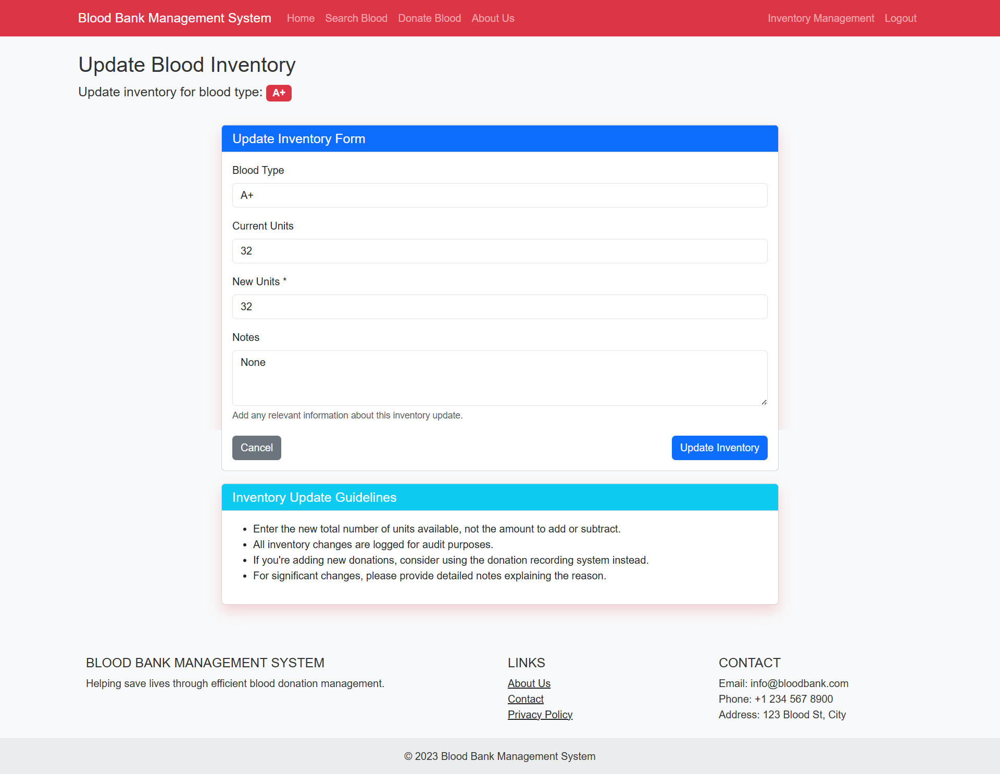 Blood Bank Management System Home Search Blood Donate Blood About Us Inventory Management Logout
Update Blood Inventory
Update inventory for blood type: A+
Update Inventory Form
Blood Type
A+
Current Units
32
New Units *
32
Notes
None
Add any relevant information about this inventory update.
Cancel Update Inventory
Inventory Update Guidelines
• Enter the new total number of units available, not the amount to add or subtract.
• All inventory changes are logged for audit purposes.
• If you're adding new donations, consider using the donation recording system instead.
• For significant changes, please provide detailed notes explaining the reason.
BLOOD BANK MANAGEMENT SYSTEM
Helping save lives through efficient blood donation management.
LINKS
About Us
Contact
Privacy Policy
CONTACT
Email: info@bloodbank.com
Phone: +1 234 567 8900
Address: 123 Blood St, City
© 2023 Blood Bank Management System